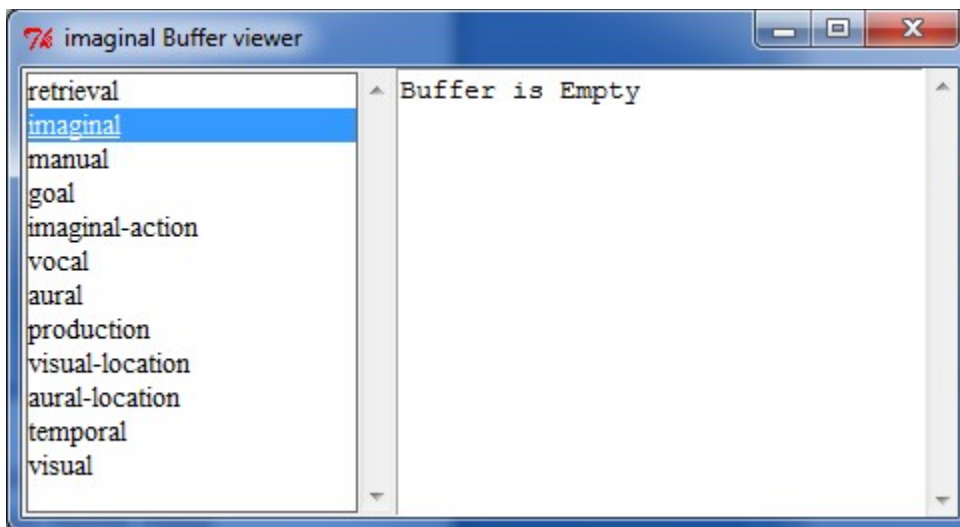 imaginal Buffer viewer
retrieval
imaginal
manual
goal
imaginal-action
vocal
aural
production
visual-location
aural-location
temporal
visual
Buffer is Empty